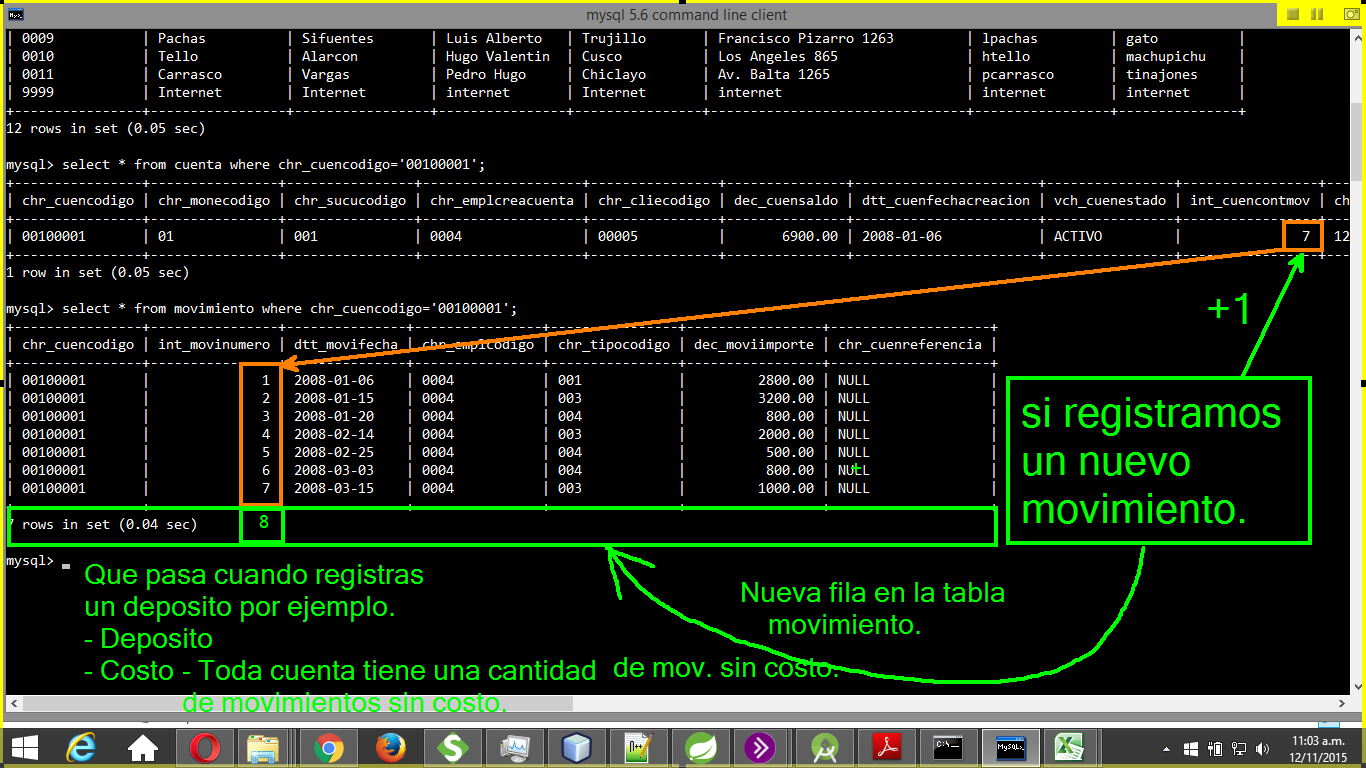 mysql 5.6 command line client
| 0009 | Pachas | Sifuentes | Luis Alberto | Trujillo | Francisco Pizarro 1263 | lpachas | gato |
| 0010 | Tello | Alarcon | Hugo Valentin | Cusco | Los Angeles 865 | htello | machupichu |
| 0011 | Carrasco | Vargas | Pedro Hugo | Chiclayo | Av. Balta 1265 | pcarrasco | tinajones |
| 9999 | Internet | Internet | internet | Internet | internet | internet | internet |
12 rows in set (0.05 sec)
mysql> select * from cuenta where chr_cuencodigo='00100001';
| chr_cuencodigo | chr_monecodigo | chr_sucucodigo | chr_emplcreacuenta | chr_cliecodigo | dec_cuensaldo | dtt_cuenfechacreacion | vch_cuenestado | int_cuencontmov | ch
| 00100001 | 01 | 001 | 0004 | 00005 | 6900.00 | 2008-01-06 | ACTIVO | 7 | 12
1 row in set (0.05 sec)
mysql> select * from movimiento where chr_cuencodigo='00100001';
| chr_cuencodigo | int_movinumero | dtt_movifecha | chr_emplcodigo | chr_tipocodigo | dec_moviimporte | chr_cuenreferencia |
| 00100001 | 1 | 2008-01-06 | 0004 | 001 | 2800.00 | NULL |
| 00100001 | 2 | 2008-01-15 | 0004 | 003 | 3200.00 | NULL |
| 00100001 | 3 | 2008-01-20 | 0004 | 004 | 800.00 | NULL |
| 00100001 | 4 | 2008-02-14 | 0004 | 003 | 2000.00 | NULL |
| 00100001 | 5 | 2008-02-25 | 0004 | 004 | 500.00 | NULL |
| 00100001 | 6 | 2008-03-03 | 0004 | 004 | 800.00 | NULL |
| 00100001 | 7 | 2008-03-15 | 0004 | 003 | 1000.00 | NULL |
7 rows in set (0.04 sec)
8
mysql>
+1
si registramos
un nuevo
movimiento.
Que pasa cuando registras
un deposito por ejemplo.
- Deposito
- Costo - Toda cuenta tiene una cantidad
de movimientos sin costo.
Nueva fila en la tabla
movimiento.
de mov. sin costo.
11:03 a.m.
12/11/2015